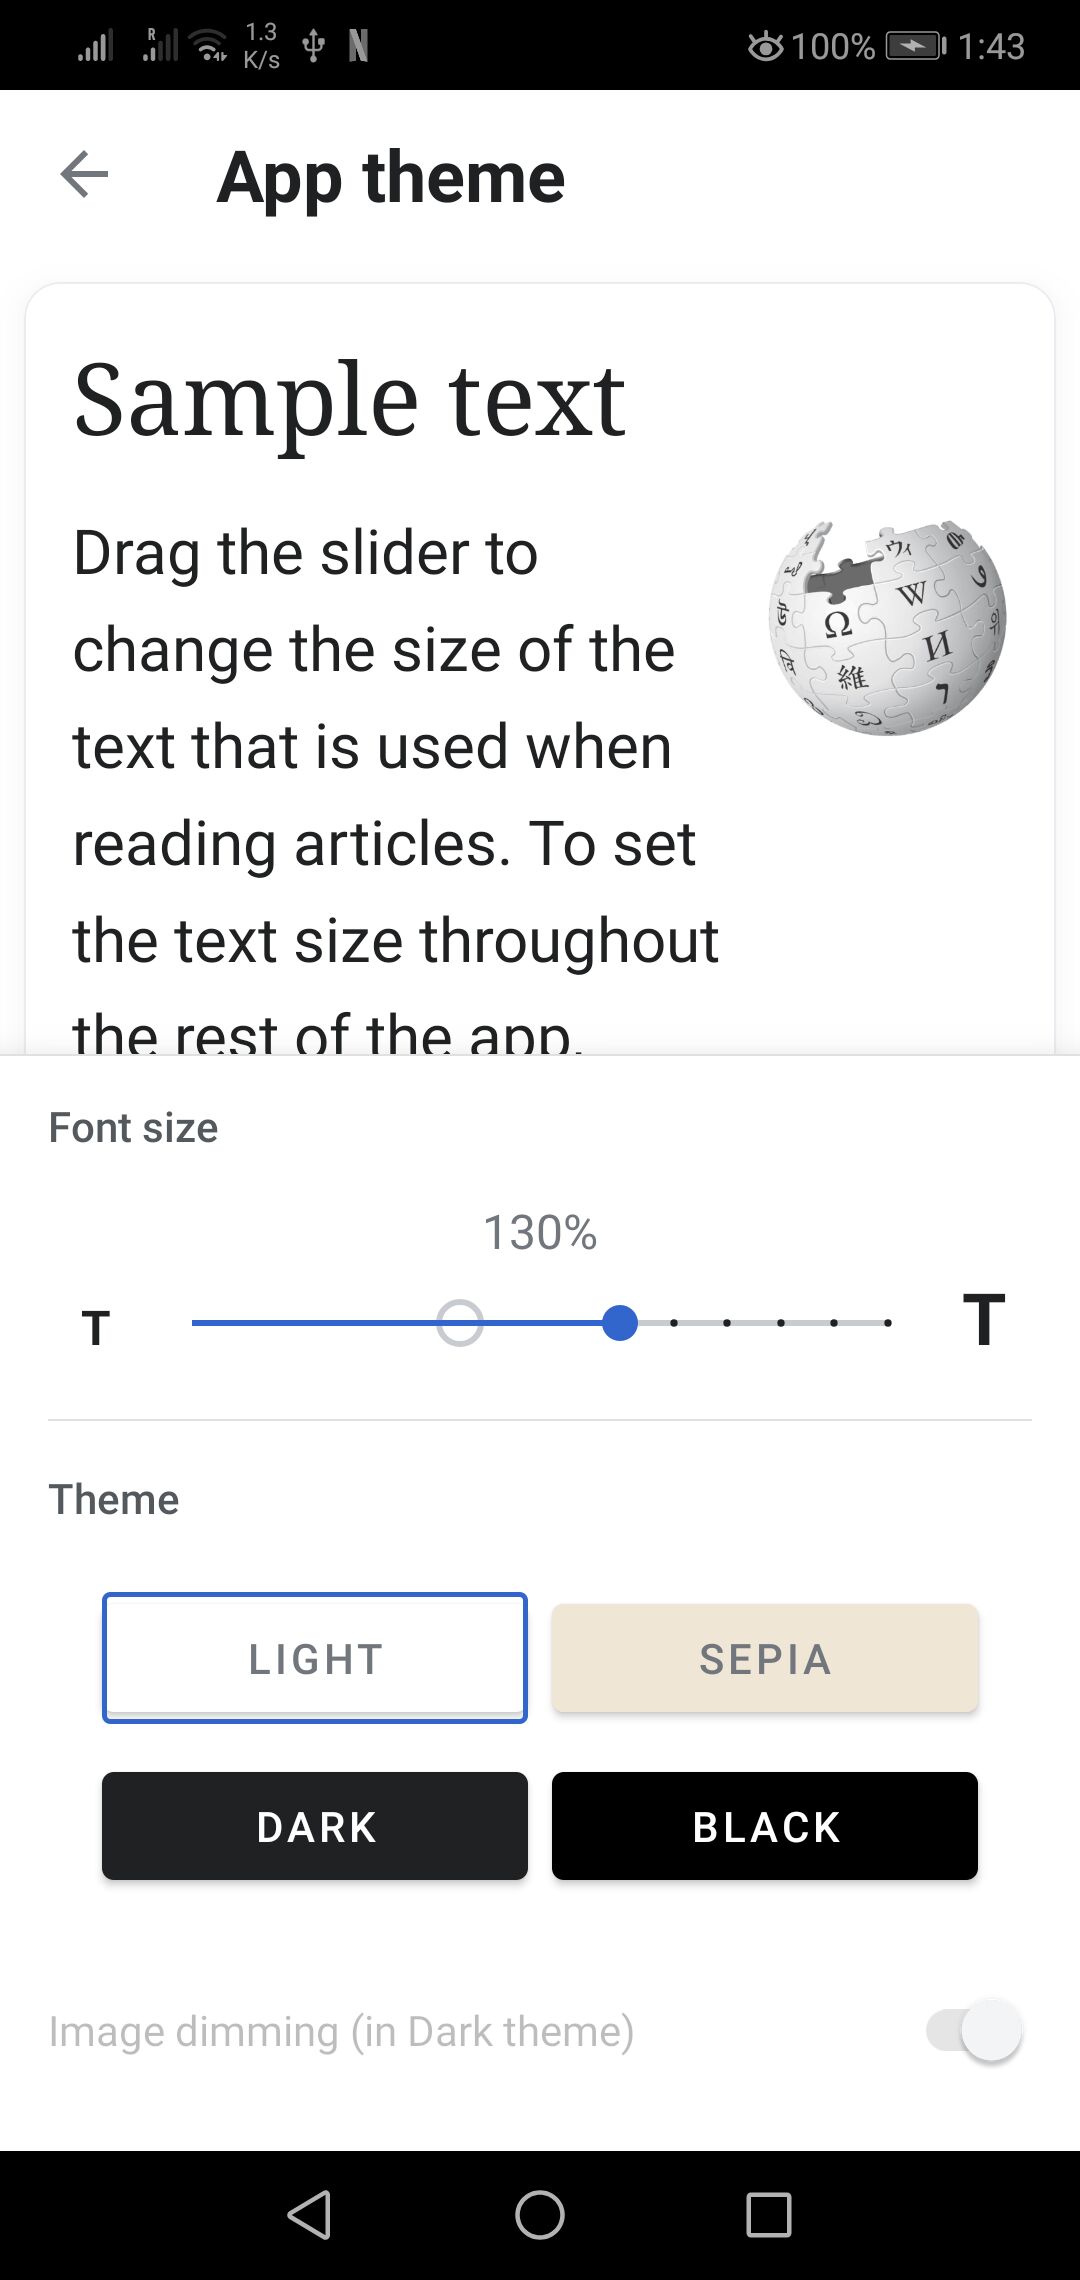 R 1.3 K/s 100% 1:43
App theme
Sample text
Drag the slider to
change the size of the
text that is used when
reading articles. To set
the text size throughout
the rest of the app,
Font size
130%
T T
Theme
LIGHT SEPIA
DARK BLACK
Image dimming (in Dark theme)